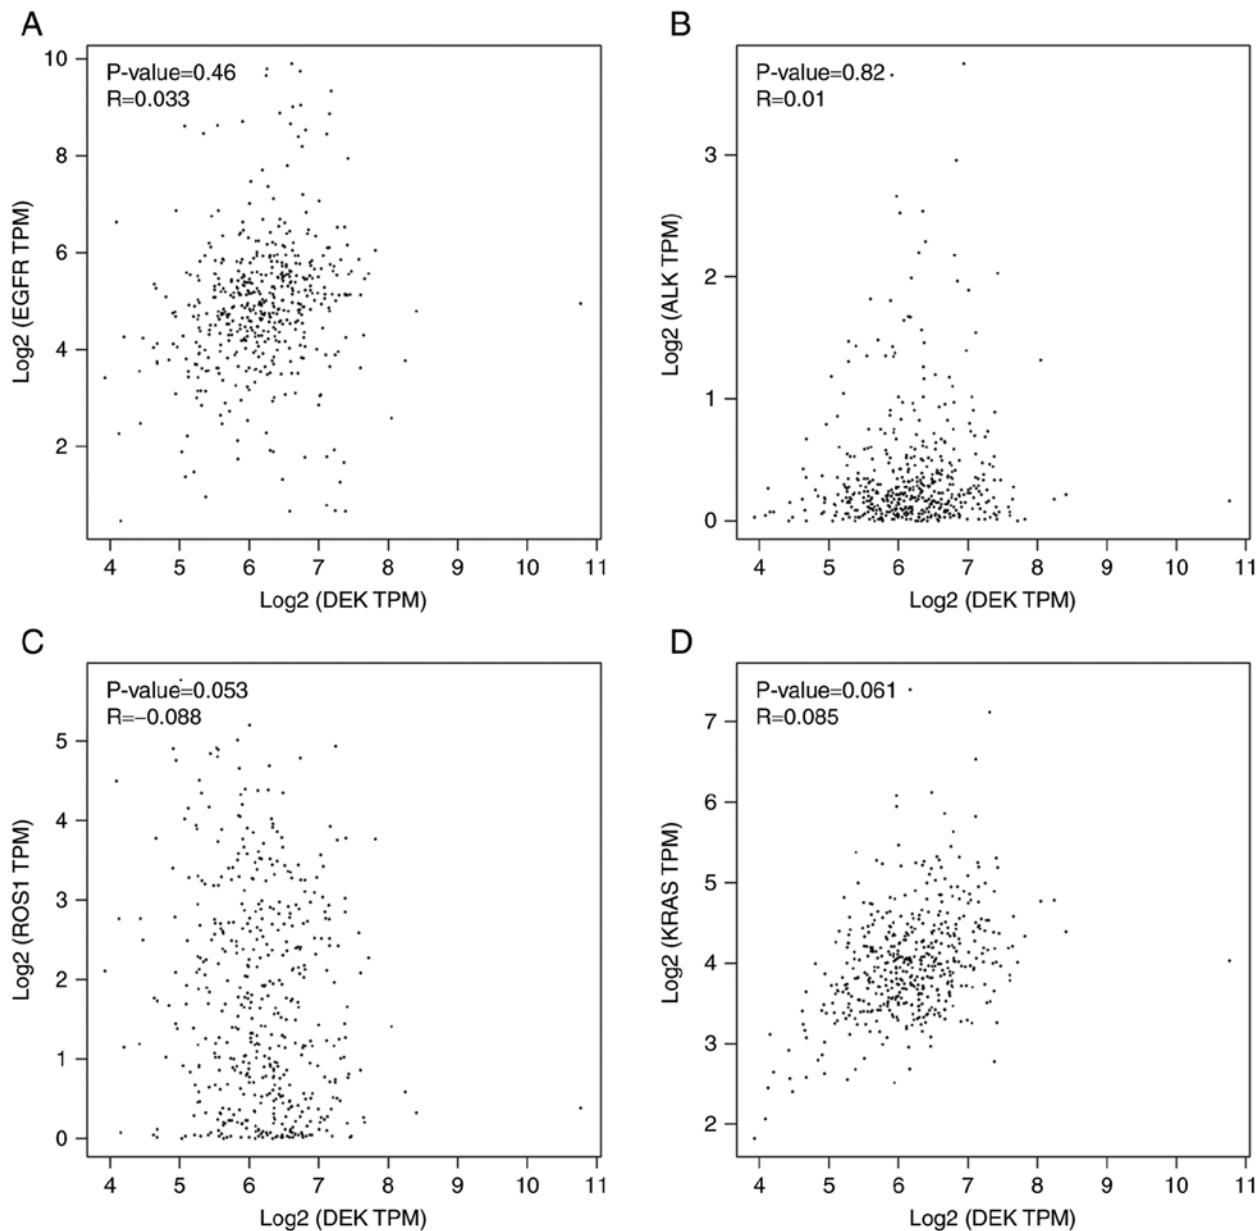 A
P-value=0.46
R=0.033
10
8
6
4
2
Log2 (EGFR TPM)
4 5 6 7 8 9 10 11
Log2 (DEK TPM)
B
P-value=0.82
R=0.01
3
2
1
0
Log2 (ALK TPM)
4 5 6 7 8 9 10 11
Log2 (DEK TPM)
C
P-value=0.053
R=−0.088
5
4
3
2
1
0
Log2 (ROS1 TPM)
4 5 6 7 8 9 10 11
Log2 (DEK TPM)
D
P-value=0.061
R=0.085
7
6
5
4
3
2
Log2 (KRAS TPM)
4 5 6 7 8 9 10 11
Log2 (DEK TPM)